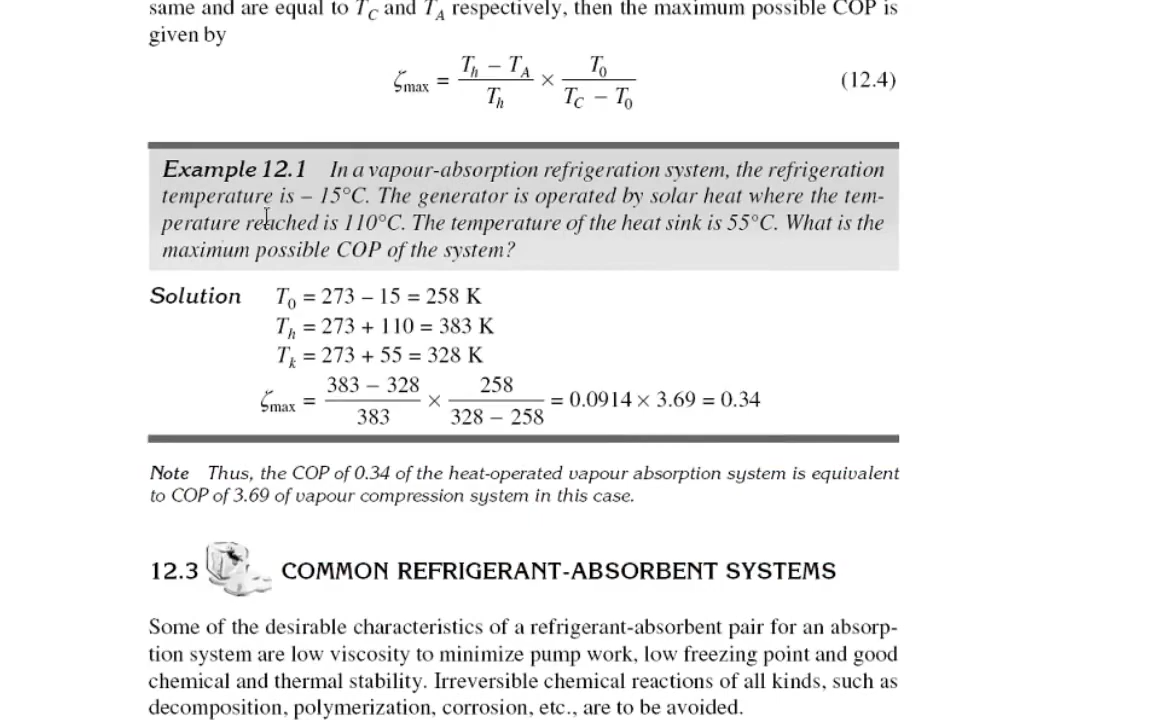 same and are equal to T_C and T_A respectively, then the maximum possible COP is
given by
ζ_max = (T_h – T_A)/T_h × T_0/(T_C – T_0) (12.4)
Example 12.1 In a vapour-absorption refrigeration system, the refrigeration
temperature is – 15°C. The generator is operated by solar heat where the tem-
perature reached is 110°C. The temperature of the heat sink is 55°C. What is the
maximum possible COP of the system?
Solution T_0 = 273 – 15 = 258 K
T_h = 273 + 110 = 383 K
T_k = 273 + 55 = 328 K
ζ_max = (383 – 328)/383 × 258/(328 – 258) = 0.0914 × 3.69 = 0.34
Note Thus, the COP of 0.34 of the heat-operated vapour absorption system is equivalent
to COP of 3.69 of vapour compression system in this case.
12.3 COMMON REFRIGERANT-ABSORBENT SYSTEMS
Some of the desirable characteristics of a refrigerant-absorbent pair for an absorp-
tion system are low viscosity to minimize pump work, low freezing point and good
chemical and thermal stability. Irreversible chemical reactions of all kinds, such as
decomposition, polymerization, corrosion, etc., are to be avoided.